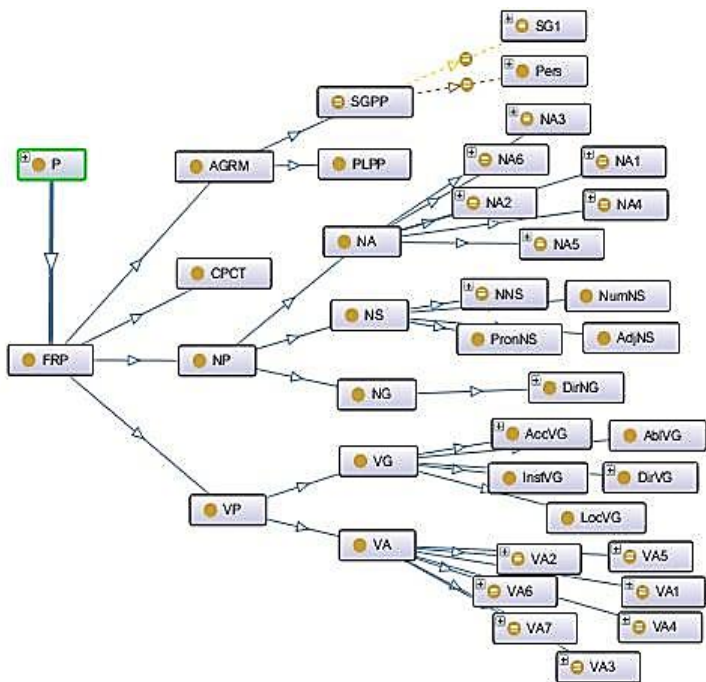 SG1
Pers
SGPP
NA3
P
AGRM
PLPP
NA6
NA1
NA2
NA4
NA
NA5
CPCT
NNS
NumNS
NS
PronNS
AdjNS
FRP
NP
NG
DirNG
AccVG
AblVG
VG
InstVG
DirVG
VP
LocVG
VA
VA2
VA5
VA6
VA1
VA7
VA4
VA3